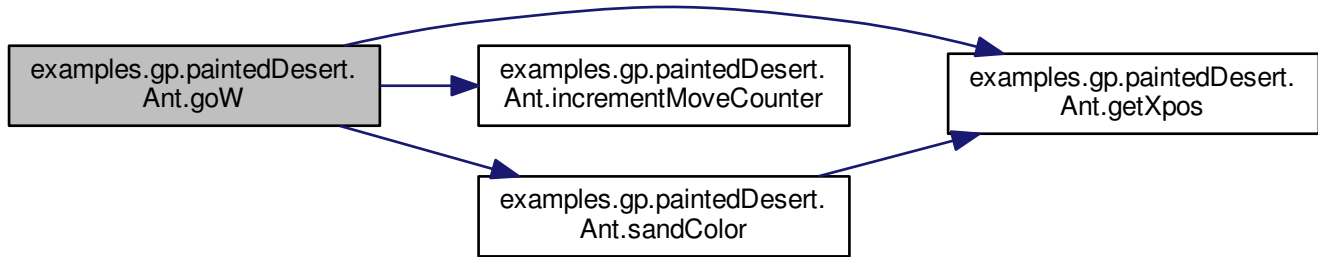 examples.gp.paintedDesert.
Ant.goW
examples.gp.paintedDesert.
Ant.incrementMoveCounter
examples.gp.paintedDesert.
Ant.getXpos
examples.gp.paintedDesert.
Ant.sandColor